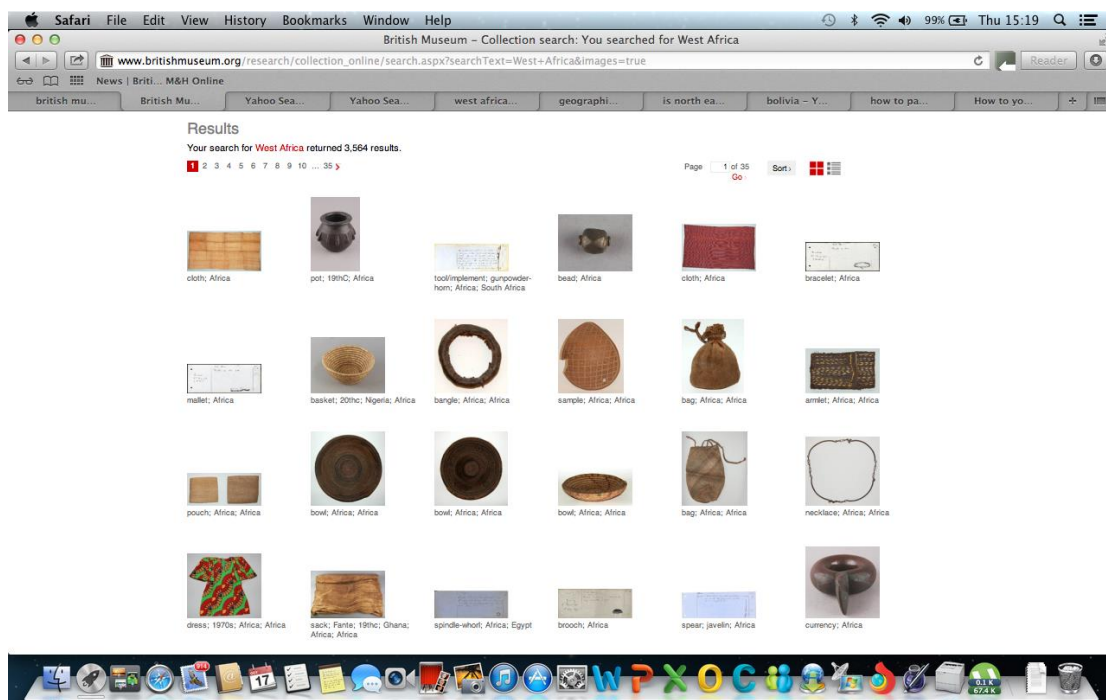 Safari File Edit View History Bookmarks Window Help 99% Thu 15:19
British Museum – Collection search: You searched for West Africa
www.britishmuseum.org/research/collection_online/search.aspx?searchText=West+Africa&images=true Reader
News | Briti... M&H Online
british mu... British Mu... Yahoo Sea... Yahoo Sea... west africa... geographi... is north ea... bolivia – Y... how to pa... How to yo...
Results
Your search for West Africa returned 3,564 results.
1 2 3 4 5 6 7 8 9 10 ... 35 Page 1 of 35 Sort
Go
cloth; Africa pot; 19thC; Africa tool/implement; gunpowder- bead; Africa cloth; Africa bracelet; Africa
horn; Africa; South Africa
mallet; Africa basket; 20thc; Nigeria; Africa bangle; Africa; Africa sample; Africa; Africa bag; Africa; Africa armlet; Africa; Africa
pouch; Africa; Africa bowl; Africa; Africa bowl; Africa; Africa bowl; Africa; Africa bag; Africa; Africa necklace; Africa; Africa
dress; 1970s; Africa; Africa sack; Fante; 19thc; Ghana; spindle-whorl; Africa; Egypt brooch; Africa spear; javelin; Africa currency; Africa
Africa; Africa
914
17
W P X O C
0.1 K
67.4 K